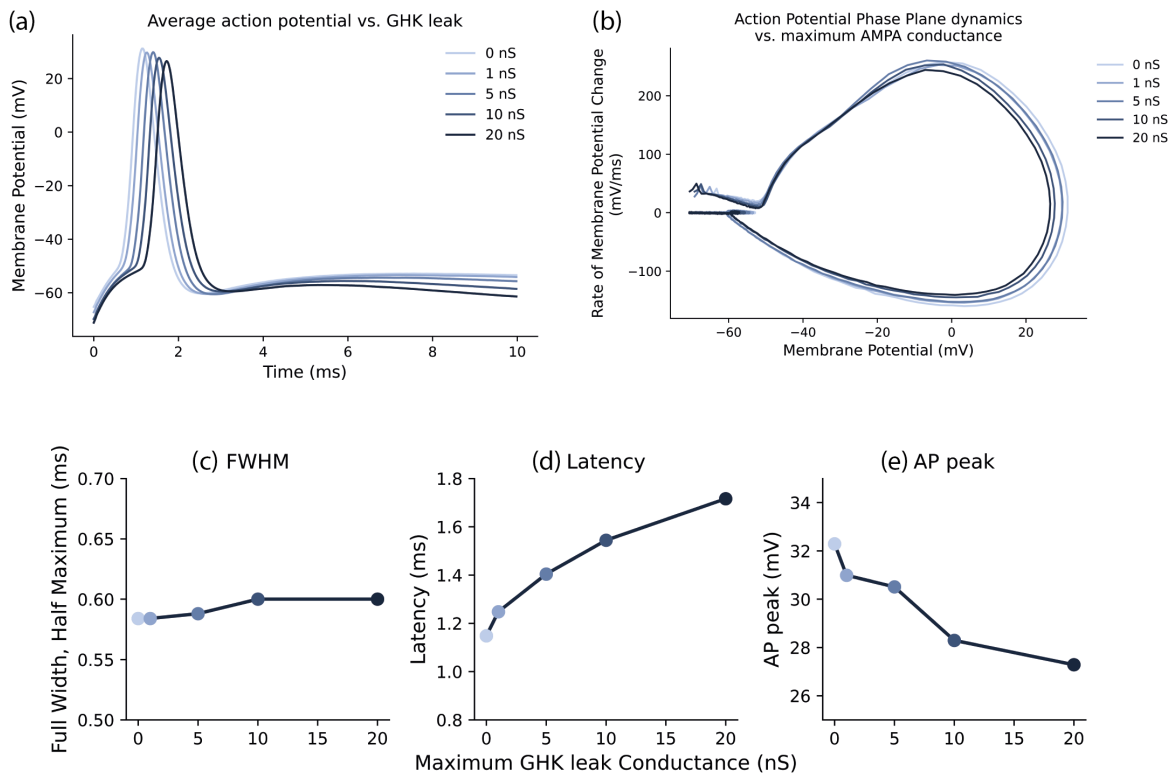 (a)
Average action potential vs. GHK leak
Membrane Potential (mV)
20
0
−20
−40
−60
0 nS
1 nS
5 nS
10 nS
20 nS
0 2 4 6 8 10
Time (ms)
(b)
Action Potential Phase Plane dynamics
vs. maximum AMPA conductance
Rate of Membrane Potential Change
(mV/ms)
200
100
0
−100
0 nS
1 nS
5 nS
10 nS
20 nS
−60 −40 −20 0 20
Membrane Potential (mV)
(c) FWHM
Full Width, Half Maximum (ms)
0.70
0.65
0.60
0.55
0.50
0 5 10 15 20
(d) Latency
Latency (ms)
1.8
1.6
1.4
1.2
1.0
0.8
0 5 10 15 20
(e) AP peak
AP peak (mV)
34
32
30
28
26
0 5 10 15 20
Maximum GHK leak Conductance (nS)